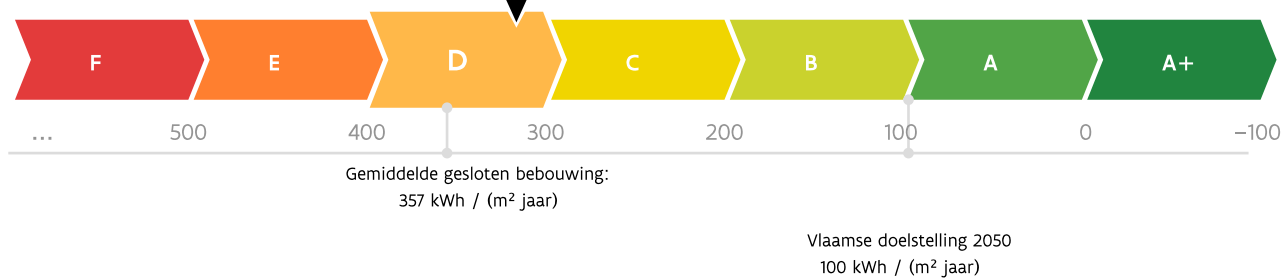 F E D C B A A+
... 500 400 300 200 100 0 −100
Gemiddelde gesloten bebouwing:
357 kWh / (m² jaar)
Vlaamse doelstelling 2050
100 kWh / (m² jaar)